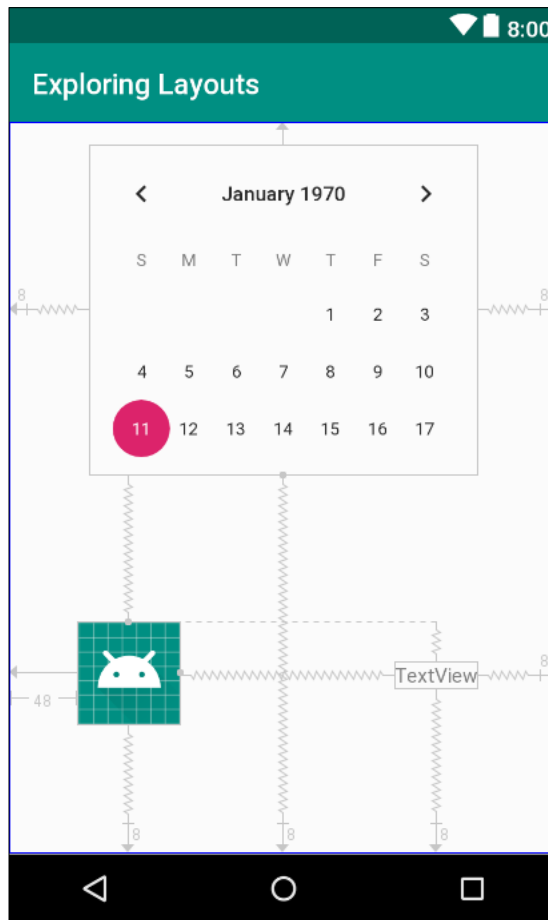 8:00
Exploring Layouts
January 1970
S M T W T F S
8 8
1 2 3
4 5 6 7 8 9 10
11 12 13 14 15 16 17
8
TextView
48
8 8 8